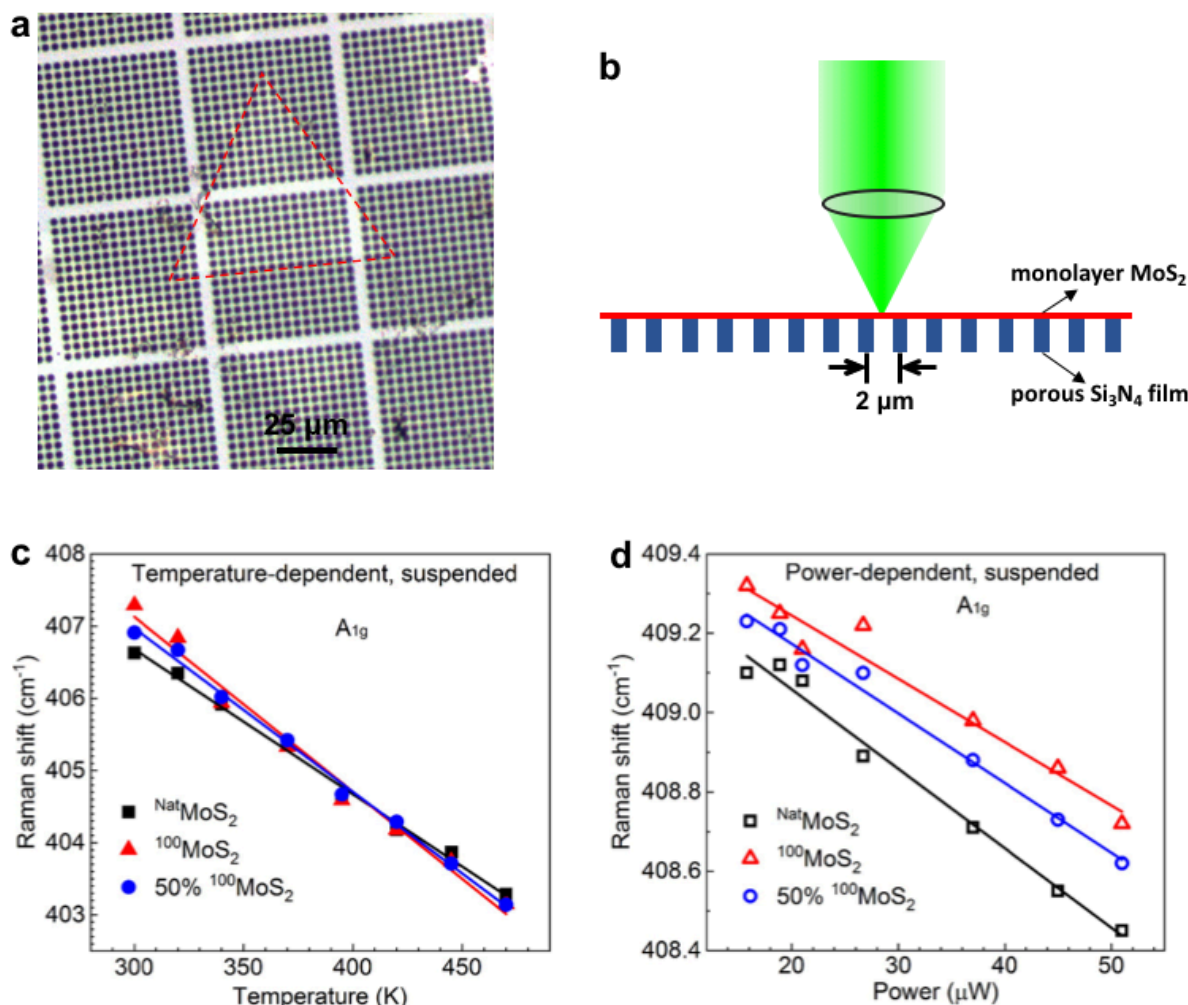 a
25 μm
b
monolayer MoS₂
2 μm
porous Si₃N₄ film
c
Temperature-dependent, suspended
A₁g
408
407
406
405
404
403
Raman shift (cm⁻¹)
ᴺᵃᵗMoS₂
¹⁰⁰MoS₂
50% ¹⁰⁰MoS₂
300
350
400
450
Temperature (K)
d
Power-dependent, suspended
A₁g
409.4
409.2
409.0
408.8
408.6
408.4
Raman shift (cm⁻¹)
ᴺᵃᵗMoS₂
¹⁰⁰MoS₂
50% ¹⁰⁰MoS₂
20
30
40
50
Power (μW)